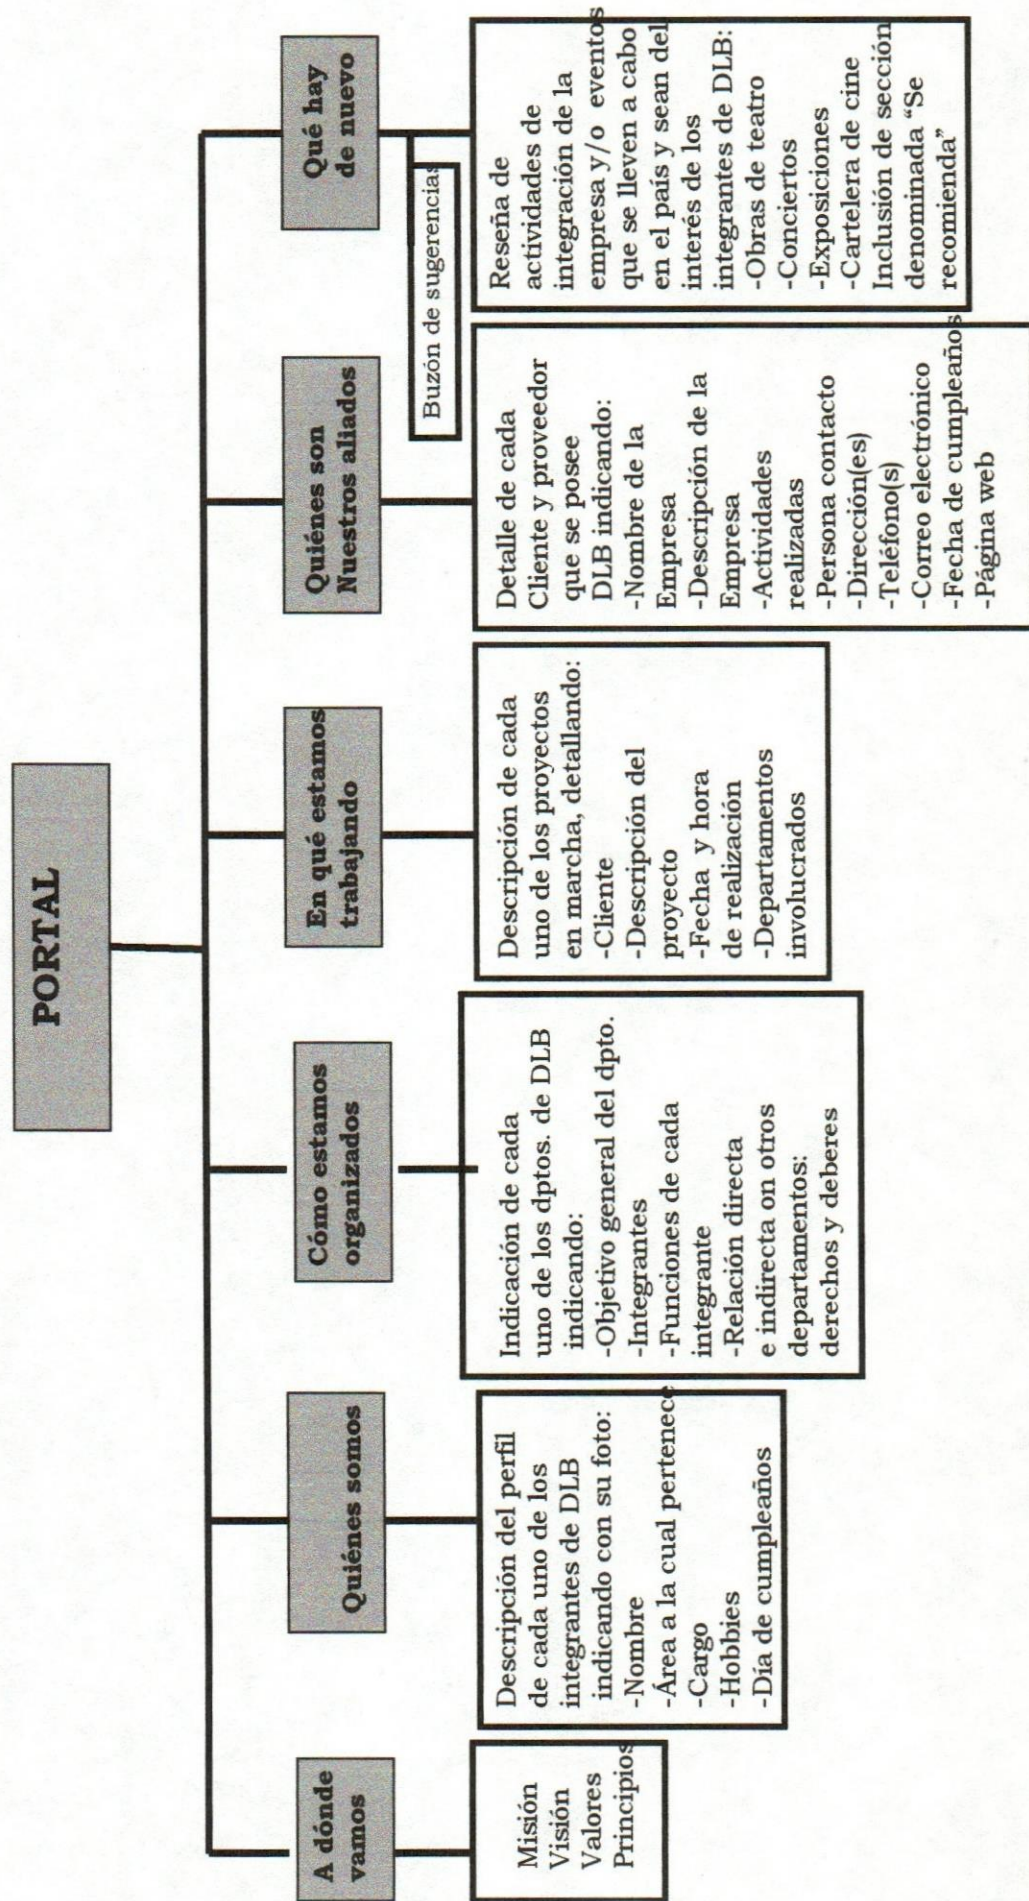 PORTAL
A dónde
vamos
Misión
Visión
Valores
Principios
Quiénes somos
Descripción del perfil
de cada uno de los
integrantes de DLB
indicando con su foto:
-Nombre
-Área a la cual pertenece
-Cargo
-Hobbies
-Día de cumpleaños
Cómo estamos
organizados
Indicación de cada
uno de los dptos. de DLB
indicando:
-Objetivo general del dpto.
-Integrantes
-Funciones de cada
integrante
-Relación directa
e indirecta on otros
departamentos:
derechos y deberes
En qué estamos
trabajando
Descripción de cada
uno de los proyectos
en marcha, detallando:
-Cliente
-Descripción del
proyecto
-Fecha y hora
de realización
-Departamentos
involucrados
Quiénes son
Nuestros aliados
Detalle de cada
Cliente y proveedor
que se posee
DLB indicando:
-Nombre de la
Empresa
-Descripción de la
Empresa
-Actividades
realizadas
-Persona contacto
-Dirección(es)
-Teléfono(s)
-Correo electrónico
-Fecha de cumpleaños
-Página web
Qué hay
de nuevo
Buzón de sugerencias
Reseña de
actividades de
integración de la
empresa y/o eventos
que se lleven a cabo
en el país y sean del
interés de los
integrantes de DLB:
-Obras de teatro
-Conciertos
-Exposiciones
-Cartelera de cine
Inclusión de sección
denominada "Se
recomienda"